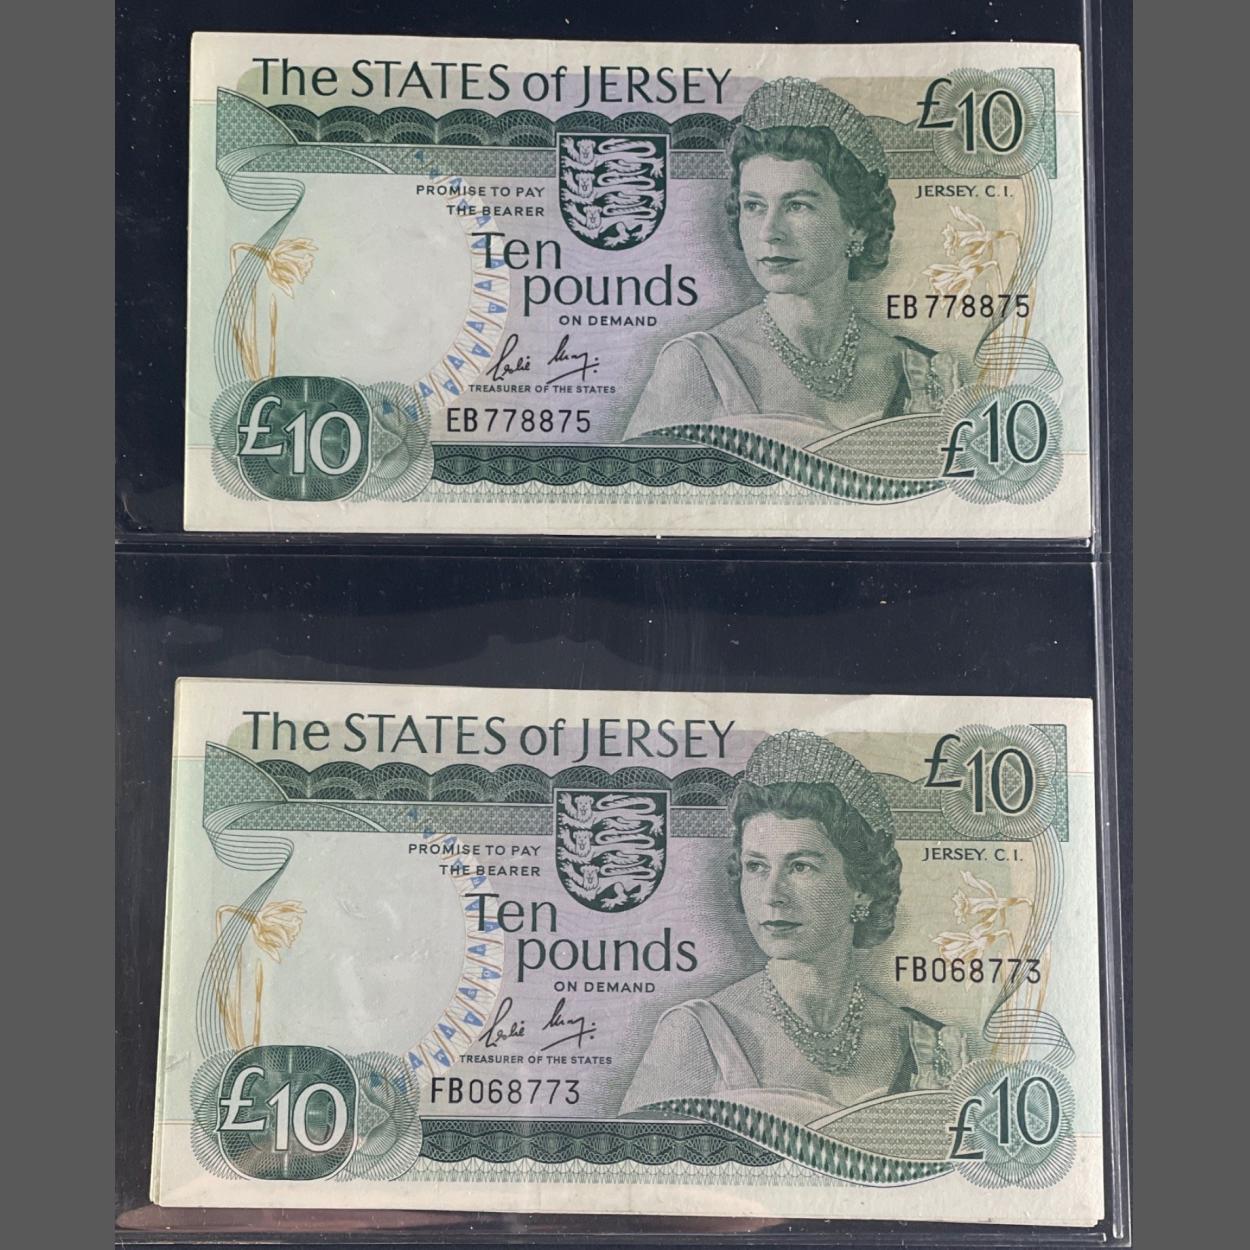 The STATES of JERSEY
£10
PROMISE TO PAY
THE BEARER
JERSEY. C.I.
Ten
pounds
ON DEMAND
EB778875
TREASURER OF THE STATES
EB778875
£10
£10
The STATES of JERSEY
£10
PROMISE TO PAY
THE BEARER
JERSEY. C.I.
Ten
pounds
ON DEMAND
FB068773
TREASURER OF THE STATES
FB068773
£10
£10